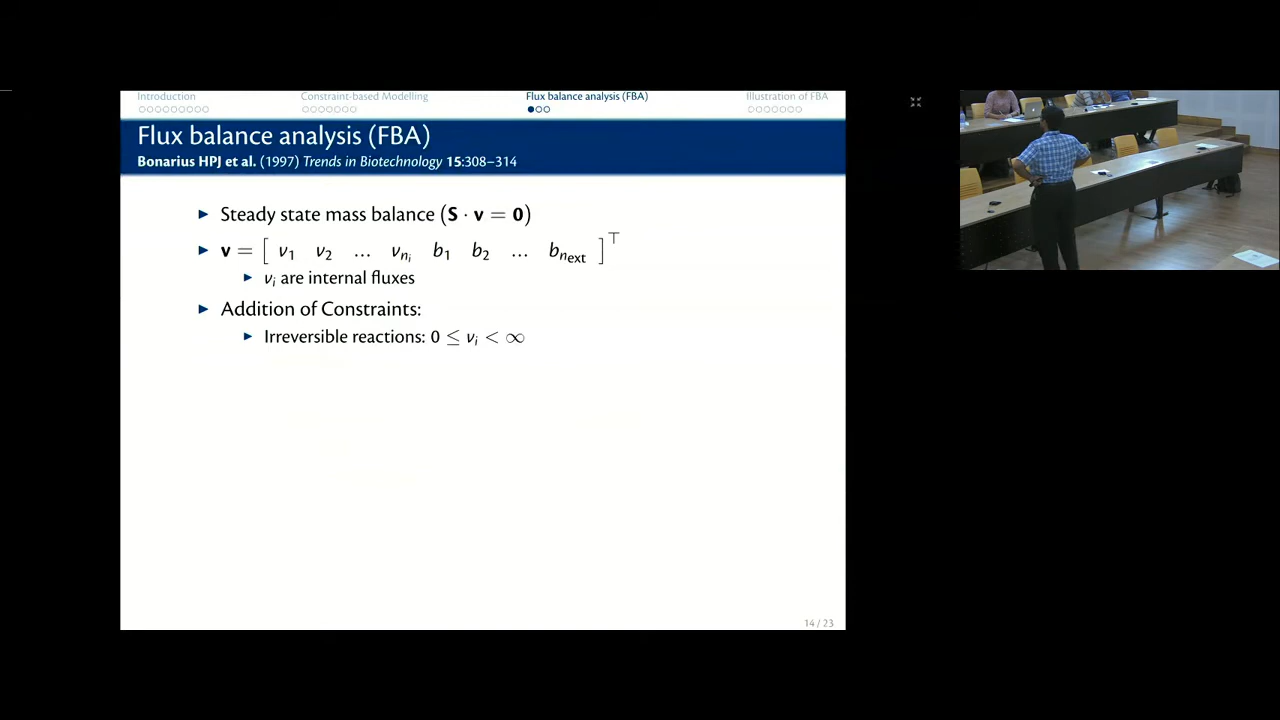 Introduction Constraint-based Modelling Flux balance analysis (FBA) Illustration of FBA
Flux balance analysis (FBA)
Bonarius HPJ et al. (1997) Trends in Biotechnology 15:308–314
Steady state mass balance (S · v = 0)
v = [ v₁ v₂ … vₙᵢ b₁ b₂ … bₙₑₓₜ ]⊤
vᵢ are internal fluxes
Addition of Constraints:
Irreversible reactions: 0 ≤ vᵢ < ∞
14 / 23